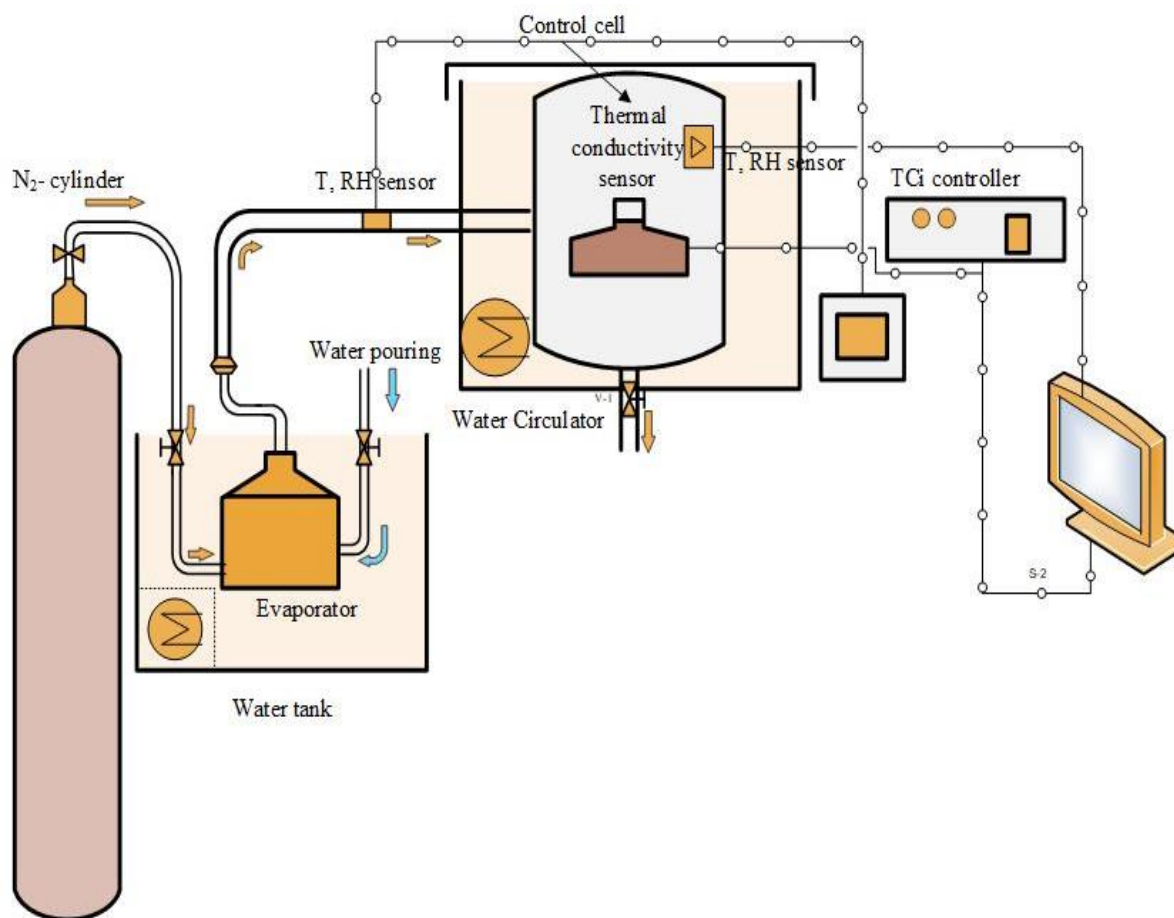 Control cell
Thermal
conductivity
sensor
T, RH sensor
N₂- cylinder
T, RH sensor
TCi controller
Water pouring
V-1
Water Circulator
Evaporator
S-2
Water tank